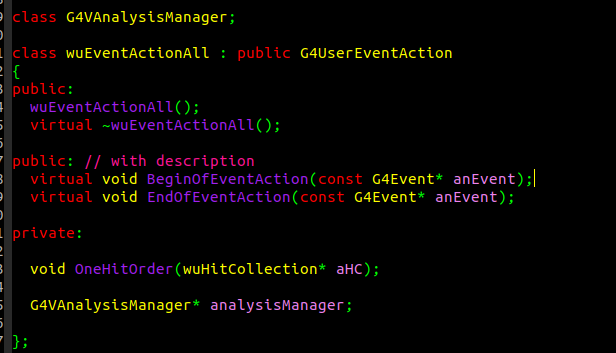 class G4VAnalysisManager;
class wuEventActionAll : public G4UserEventAction
{
public:
  wuEventActionAll();
  virtual ~wuEventActionAll();
public: // with description
  virtual void BeginOfEventAction(const G4Event* anEvent);
  virtual void EndOfEventAction(const G4Event* anEvent);
private:
  void OneHitOrder(wuHitCollection* aHC);
  G4VAnalysisManager* analysisManager;
};